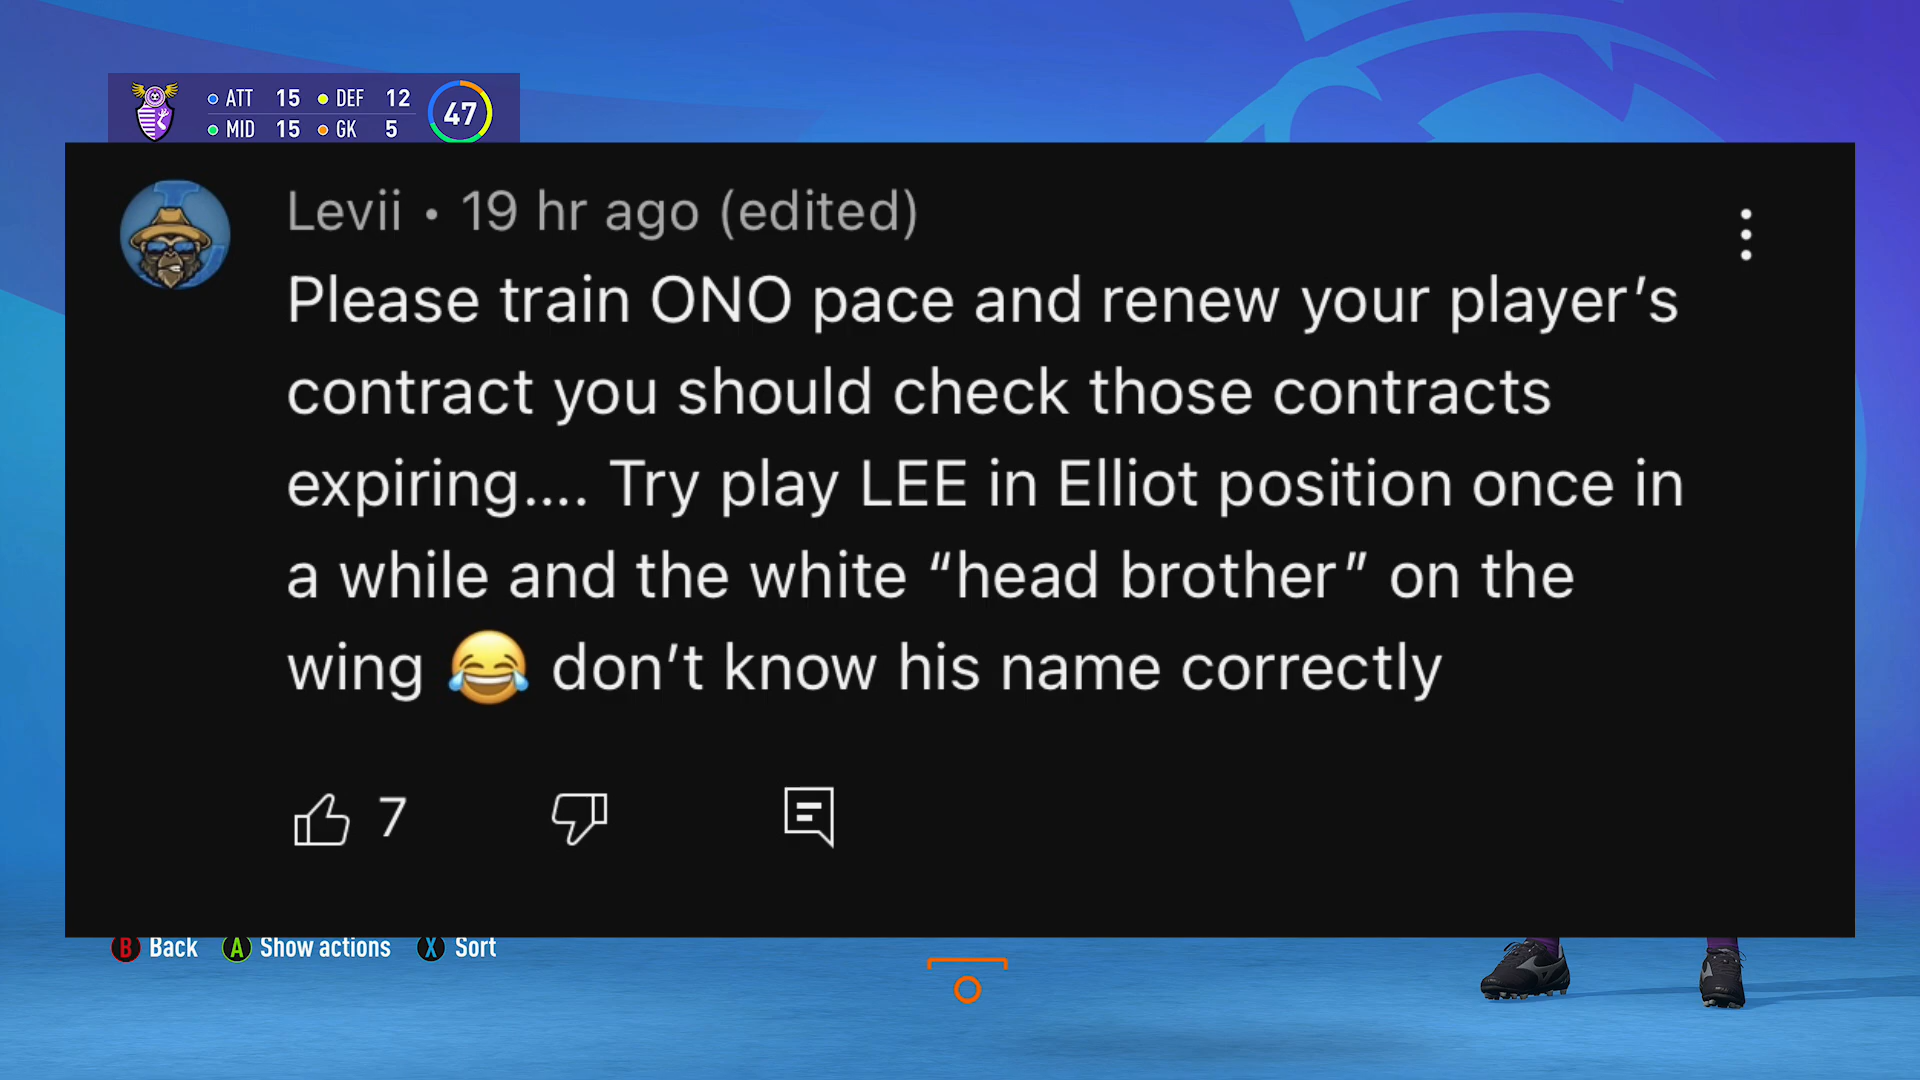 ATT 15 DEF 12
MID 15 GK 5
47
Levii • 19 hr ago (edited)
Please train ONO pace and renew your player’s
contract you should check those contracts
expiring.... Try play LEE in Elliot position once in
a while and the white “head brother” on the
wing 😂 don’t know his name correctly
7
B Back A Show actions X Sort